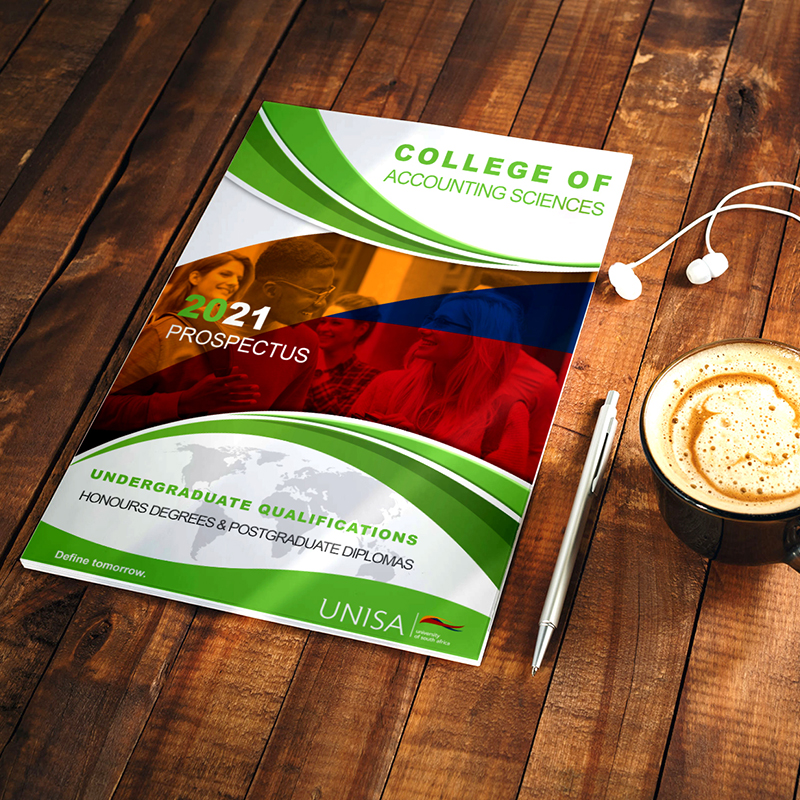 COLLEGE OF
ACCOUNTING SCIENCES
2021
PROSPECTUS
UNDERGRADUATE QUALIFICATIONS
HONOURS DEGREES & POSTGRADUATE DIPLOMAS
Define tomorrow.
UNISA
university
of south africa